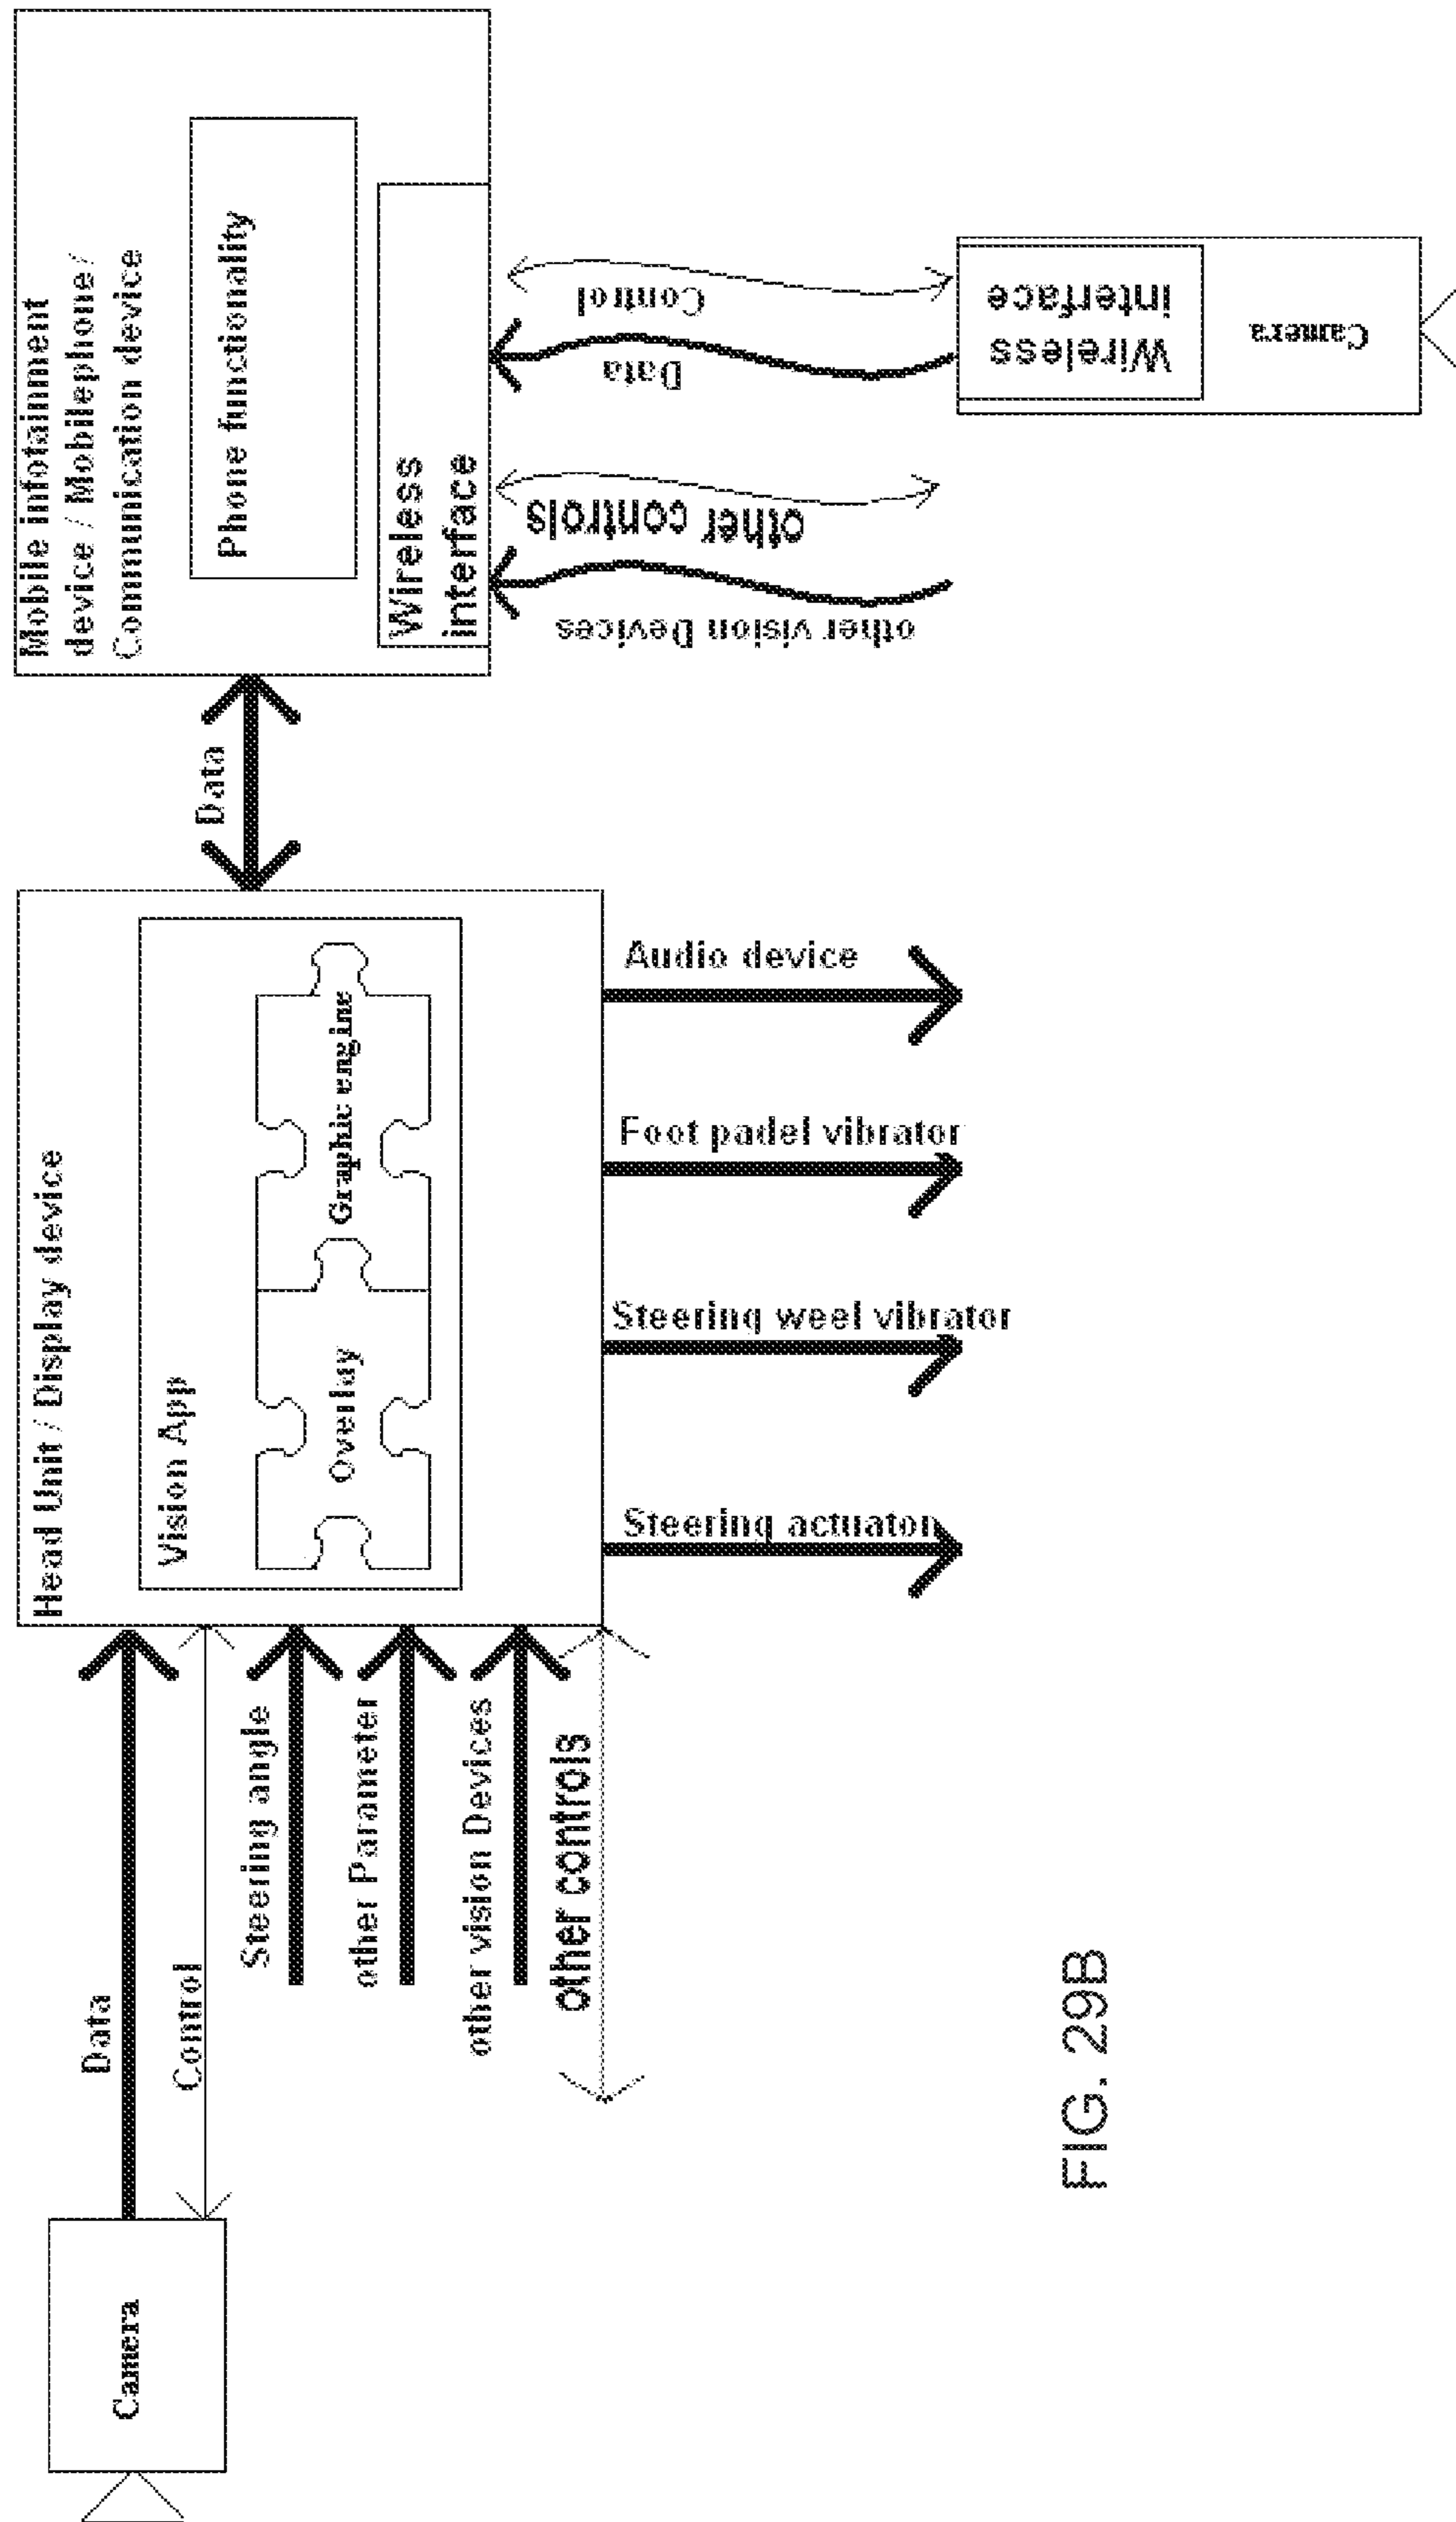 Camera
Data
Control
Steering angle
other Parameter
other vision Devices
other controls
Head Unit / Display device
Vision App
Overlay
Graphic engine
Steering actuator
Steering weel vibrator
Foot padel vibrator
Audio device
Data
Mobile infotainment
device / Mobilephone /
Communication device
Phone functionality
Wireless
interface
other vision Devices
other controls
Data
Control
Wireless
interface
Camera
FIG. 29B